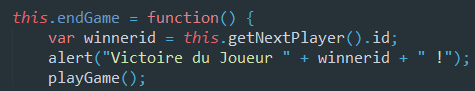 this.endGame = function() {
    var winnerid = this.getNextPlayer().id;
    alert("Victoire du Joueur " + winnerid + " !");
    playGame();